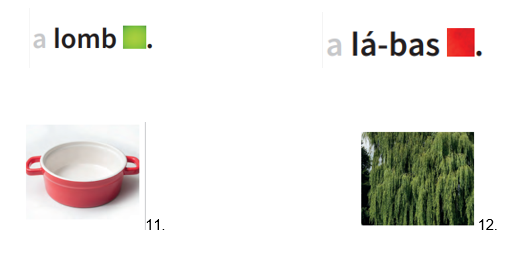 a lomb .
a lá-bas .
11.
12.